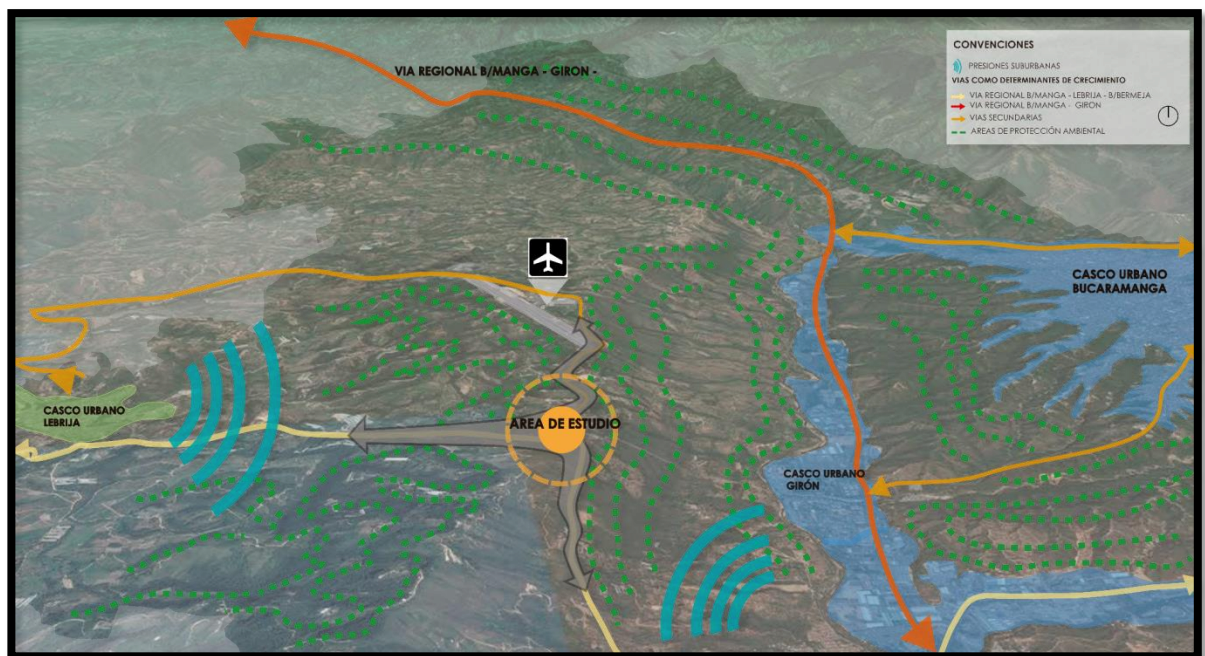 VIA REGIONAL B/MANGA - GIRON -
CONVENCIONES
PRESIONES SUBURBANAS
VIAS COMO DETERMINANTES DE CRECIMIENTO
VIA REGIONAL B/MANGA - LEBRIJA - B/BERMEJA
VIA REGIONAL B/MANGA - GIRON
VIAS SECUNDARIAS
AREAS DE PROTECCIÓN AMBIENTAL
CASCO URBANO
BUCARAMANGA
CASCO URBANO
LEBRIJA
ÁREA DE ESTUDIO
CASCO URBANO
GIRÓN